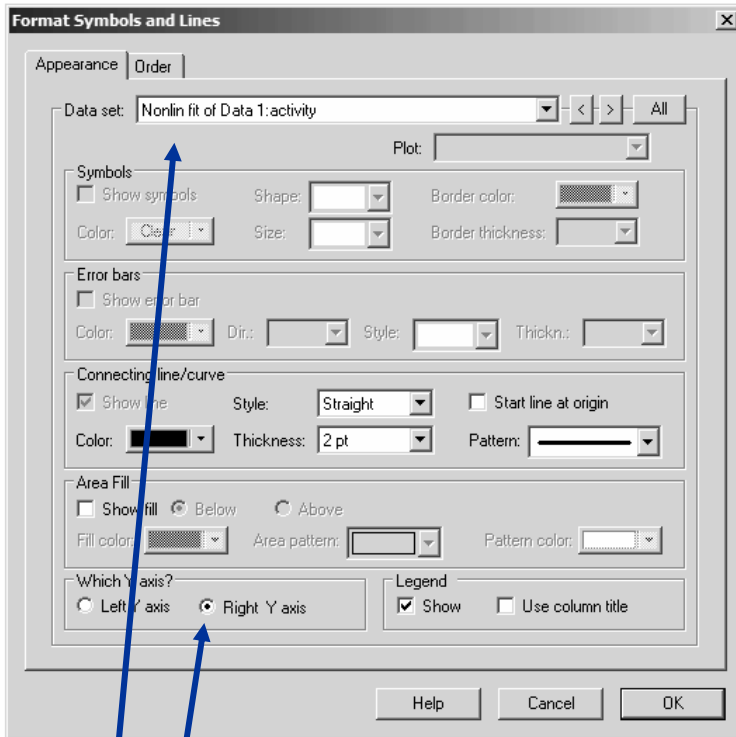 Format Symbols and Lines
Appearance Order
Data set: Nonlin fit of Data 1:activity < > All
Plot:
Symbols
Show symbols Shape: Border color:
Color: Clear Size: Border thickness:
Error bars
Show error bar
Color: Dir.: Style: Thickn.:
Connecting line/curve
Show line Style: Straight Start line at origin
Color: Thickness: 2 pt Pattern:
Area Fill
Show fill Below Above
Fill color: Area pattern: Pattern color:
Which Y axis? Legend
Left Y axis Right Y axis Show Use column title
Help Cancel OK